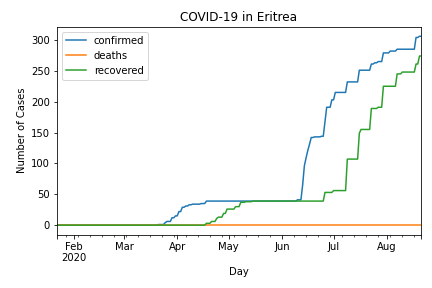 COVID-19 in Eritrea
confirmed
deaths
recovered
Number of Cases
300
250
200
150
100
50
0
Feb Mar Apr May Jun Jul Aug
2020
Day